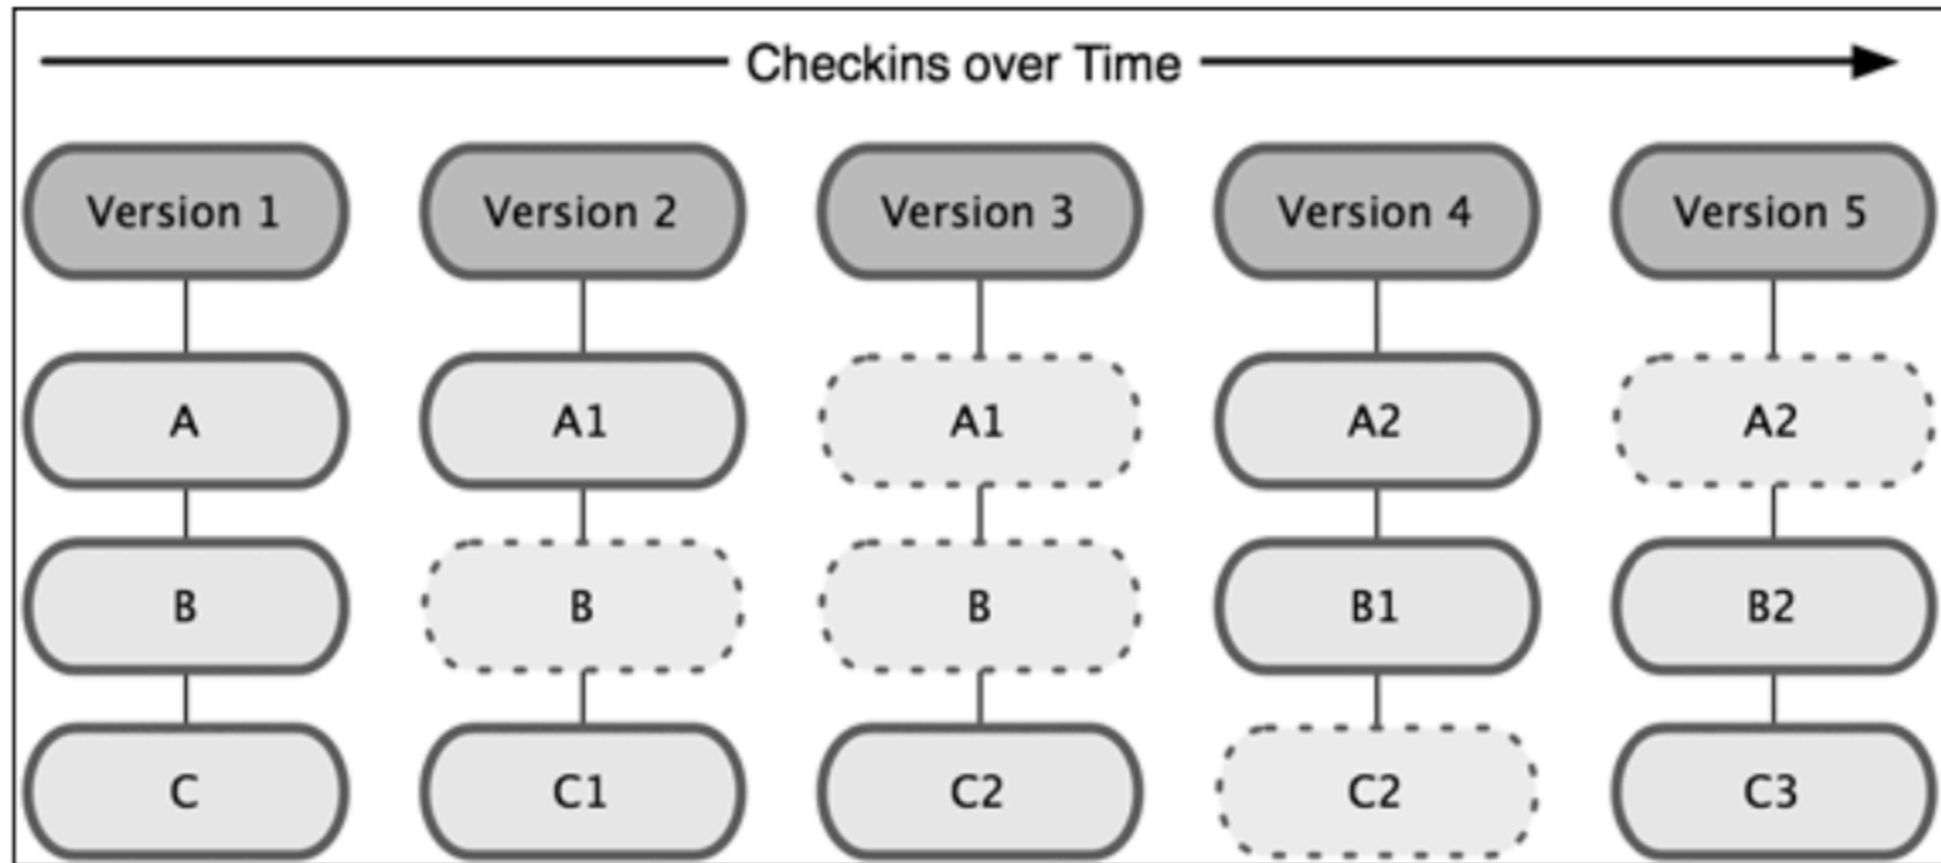 Checkins over Time
Version 1 Version 2 Version 3 Version 4 Version 5
A A1 A1 A2 A2
B B B B1 B2
C C1 C2 C2 C3